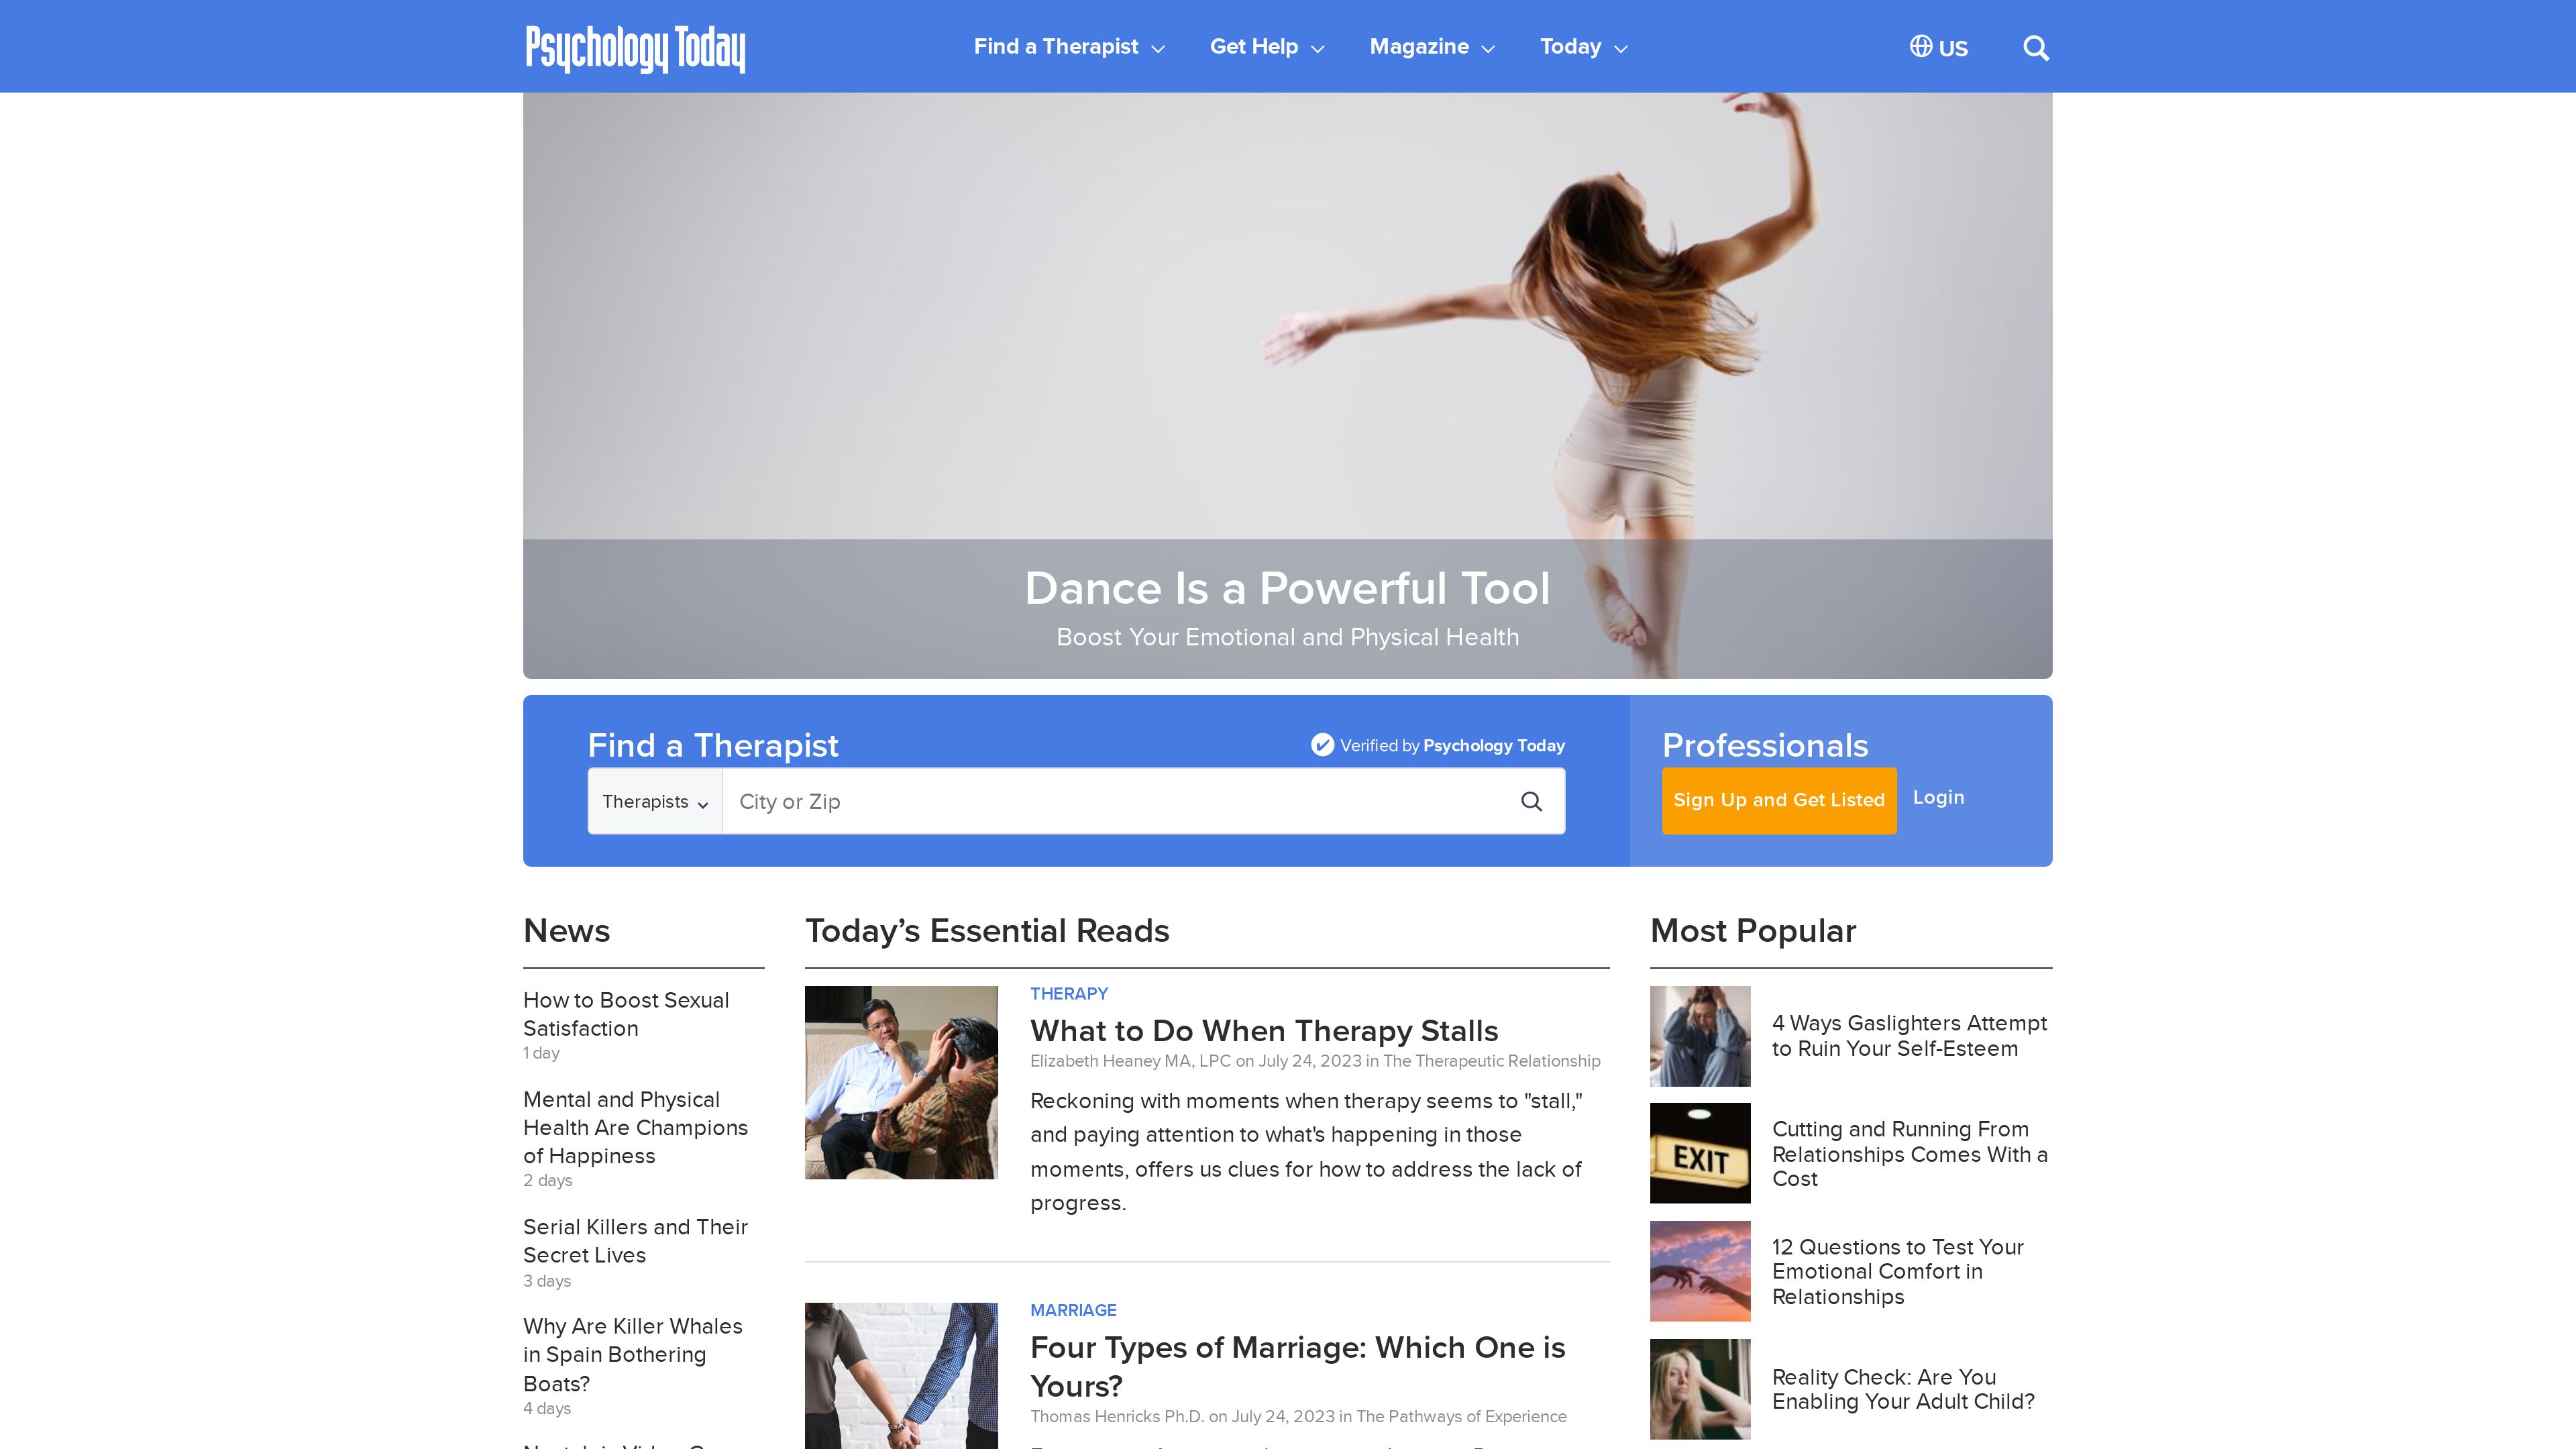 Psychology Today
Find a Therapist
Get Help
Magazine
Today
US
Dance Is a Powerful Tool
Boost Your Emotional and Physical Health
Find a Therapist
Verified by Psychology Today
Therapists
City or Zip
Professionals
Sign Up and Get Listed
Login
News
How to Boost Sexual
Satisfaction
1 day
Mental and Physical
Health Are Champions
of Happiness
2 days
Serial Killers and Their
Secret Lives
3 days
Why Are Killer Whales
in Spain Bothering
Boats?
4 days
Today’s Essential Reads
THERAPY
What to Do When Therapy Stalls
Elizabeth Heaney MA, LPC on July 24, 2023 in The Therapeutic Relationship
Reckoning with moments when therapy seems to "stall,"
and paying attention to what's happening in those
moments, offers us clues for how to address the lack of
progress.
MARRIAGE
Four Types of Marriage: Which One is
Yours?
Thomas Henricks Ph.D. on July 24, 2023 in The Pathways of Experience
Most Popular
4 Ways Gaslighters Attempt
to Ruin Your Self-Esteem
EXIT
Cutting and Running From
Relationships Comes With a
Cost
12 Questions to Test Your
Emotional Comfort in
Relationships
Reality Check: Are You
Enabling Your Adult Child?